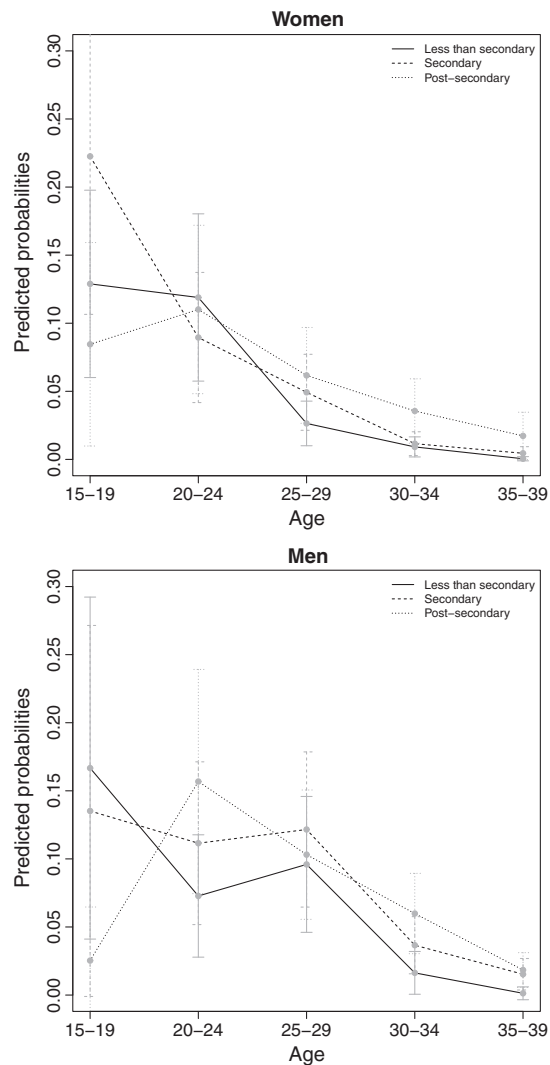 Women
Less than secondary
Secondary
Post-secondary
Predicted probabilities
0.30
0.25
0.20
0.15
0.10
0.05
0.00
15-19 20-24 25-29 30-34 35-39
Age
Men
Less than secondary
Secondary
Post-secondary
Predicted probabilities
0.30
0.25
0.20
0.15
0.10
0.05
0.00
15-19 20-24 25-29 30-34 35-39
Age